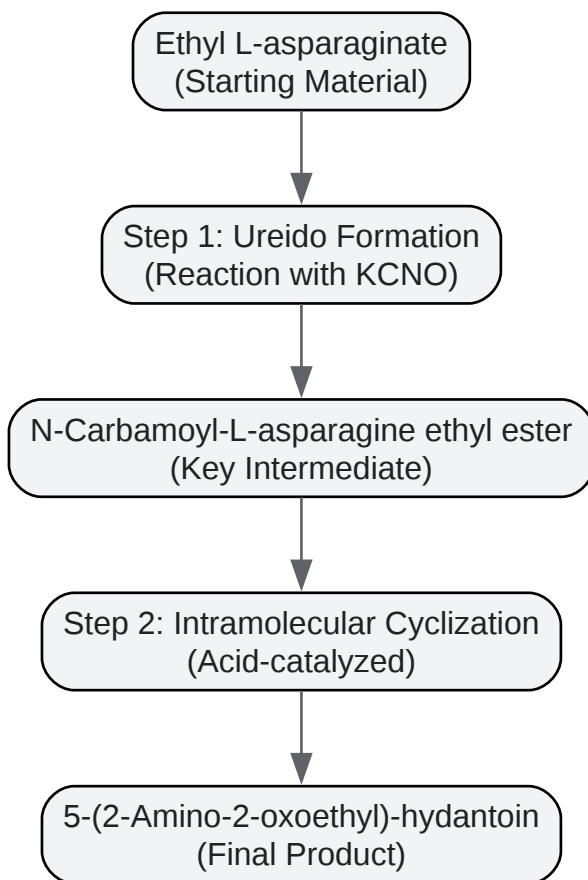 Ethyl L-asparaginate
(Starting Material)
Step 1: Ureido Formation
(Reaction with KCNO)
N-Carbamoyl-L-asparagine ethyl ester
(Key Intermediate)
Step 2: Intramolecular Cyclization
(Acid-catalyzed)
5-(2-Amino-2-oxoethyl)-hydantoin
(Final Product)